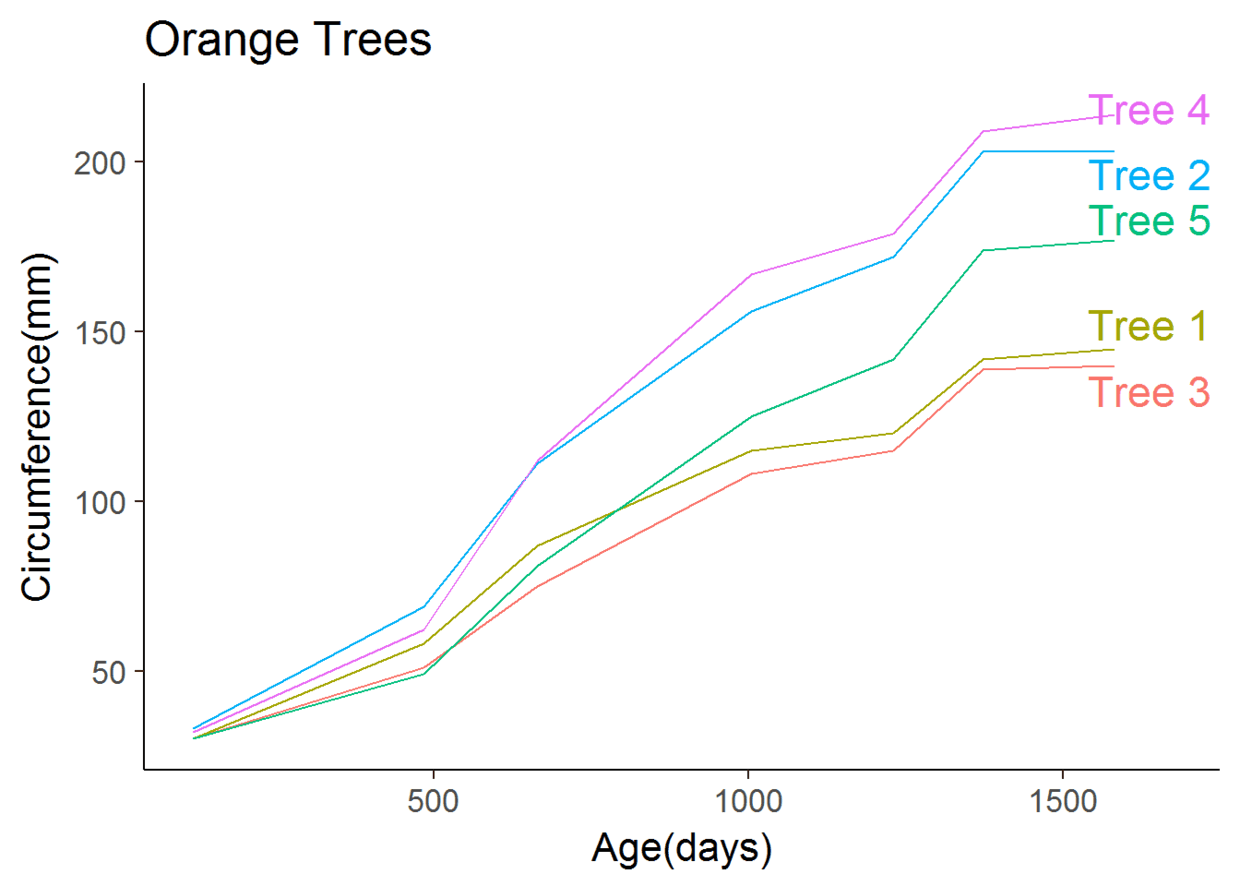 Orange Trees
Tree 4
Tree 2
Tree 5
Tree 1
Tree 3
200
150
100
50
Circumference(mm)
500 1000 1500
Age(days)